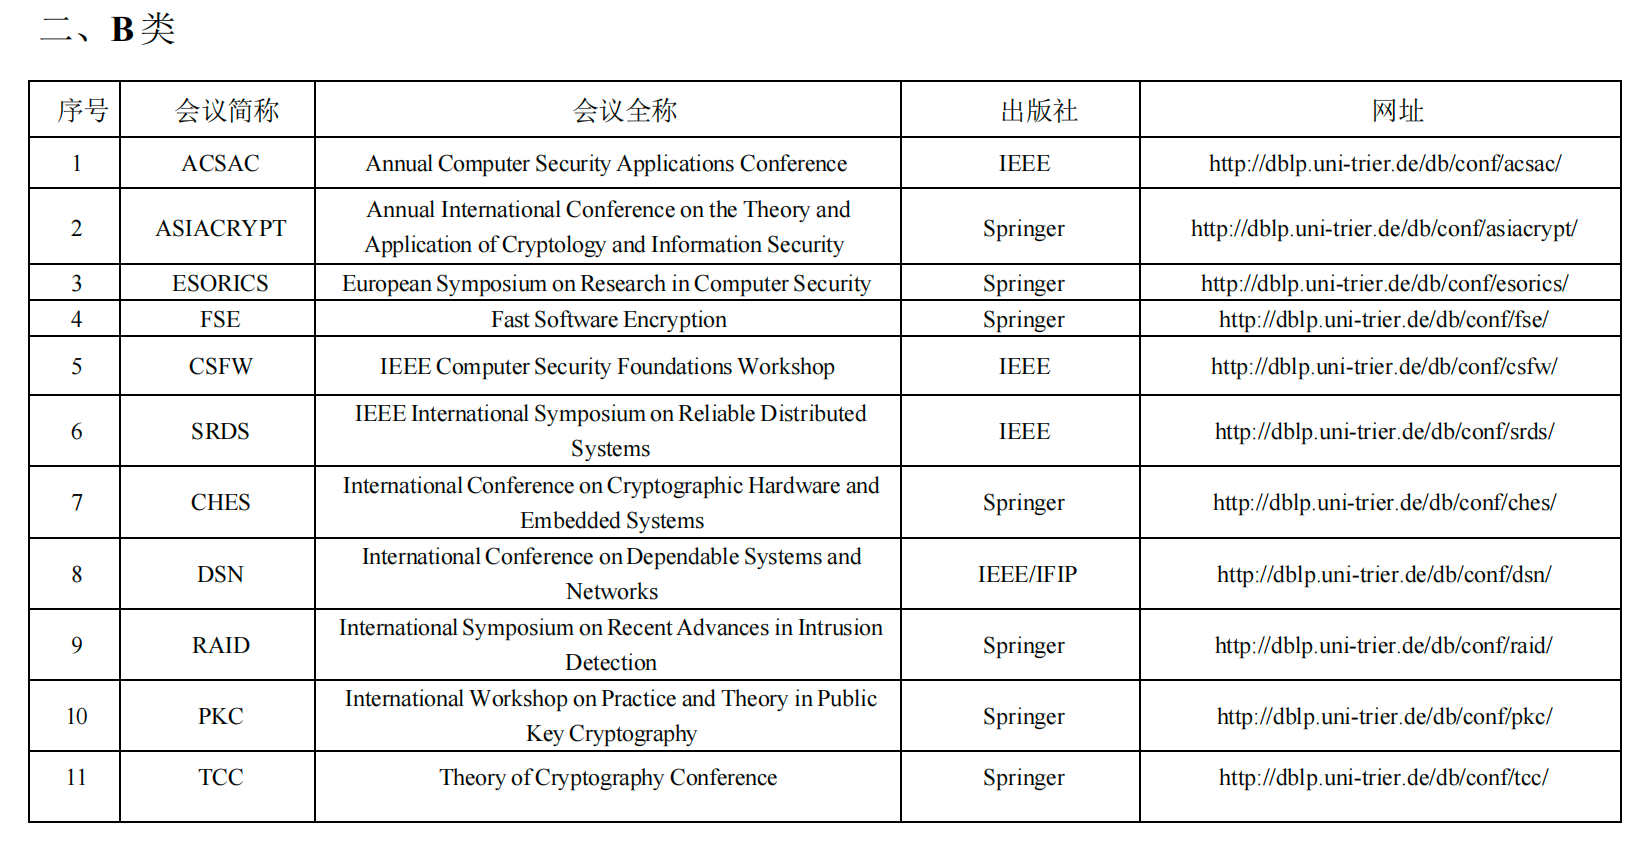 二、B 类
序号 会议简称 会议全称 出版社 网址
1 ACSAC Annual Computer Security Applications Conference IEEE http://dblp.uni-trier.de/db/conf/acsac/
2 ASIACRYPT Annual International Conference on the Theory and
Application of Cryptology and Information Security Springer http://dblp.uni-trier.de/db/conf/asiacrypt/
3 ESORICS European Symposium on Research in Computer Security Springer http://dblp.uni-trier.de/db/conf/esorics/
4 FSE Fast Software Encryption Springer http://dblp.uni-trier.de/db/conf/fse/
5 CSFW IEEE Computer Security Foundations Workshop IEEE http://dblp.uni-trier.de/db/conf/csfw/
6 SRDS IEEE International Symposium on Reliable Distributed
Systems IEEE http://dblp.uni-trier.de/db/conf/srds/
7 CHES International Conference on Cryptographic Hardware and
Embedded Systems Springer http://dblp.uni-trier.de/db/conf/ches/
8 DSN International Conference on Dependable Systems and
Networks IEEE/IFIP http://dblp.uni-trier.de/db/conf/dsn/
9 RAID International Symposium on Recent Advances in Intrusion
Detection Springer http://dblp.uni-trier.de/db/conf/raid/
10 PKC International Workshop on Practice and Theory in Public
Key Cryptography Springer http://dblp.uni-trier.de/db/conf/pkc/
11 TCC Theory of Cryptography Conference Springer http://dblp.uni-trier.de/db/conf/tcc/